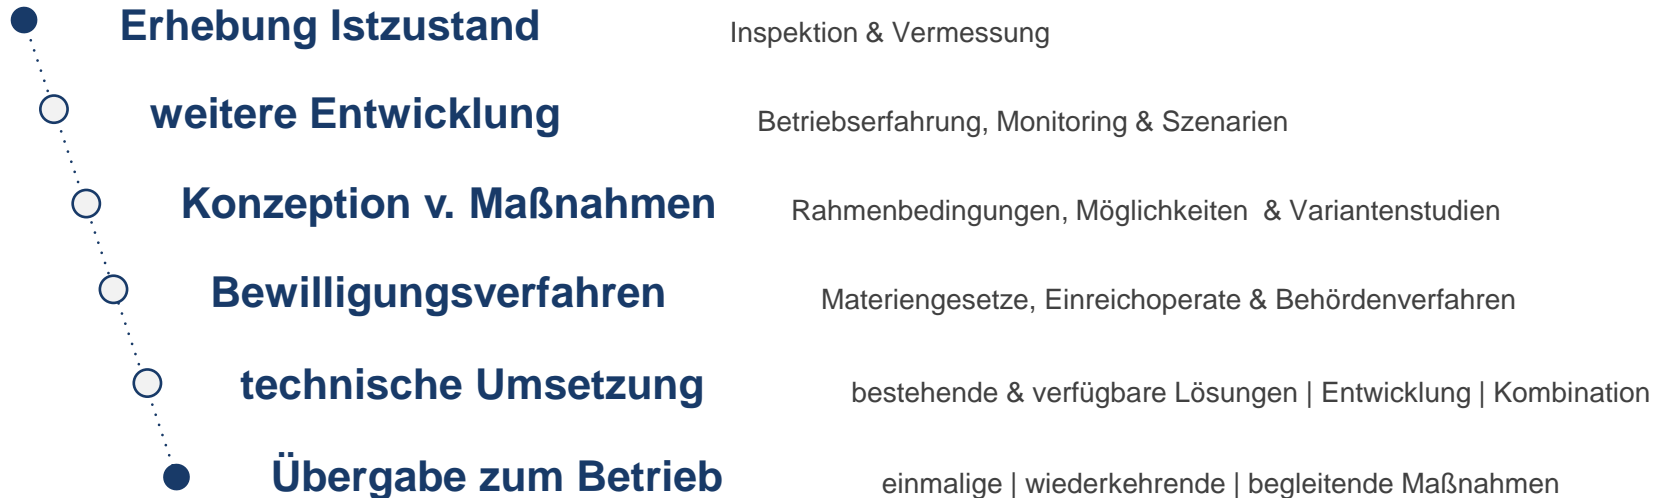 Erhebung Istzustand Inspektion & Vermessung
weitere Entwicklung Betriebserfahrung, Monitoring & Szenarien
Konzeption v. Maßnahmen Rahmenbedingungen, Möglichkeiten & Variantenstudien
Bewilligungsverfahren Materiengesetze, Einreichoperate & Behördenverfahren
technische Umsetzung bestehende & verfügbare Lösungen | Entwicklung | Kombination
Übergabe zum Betrieb einmalige | wiederkehrende | begleitende Maßnahmen